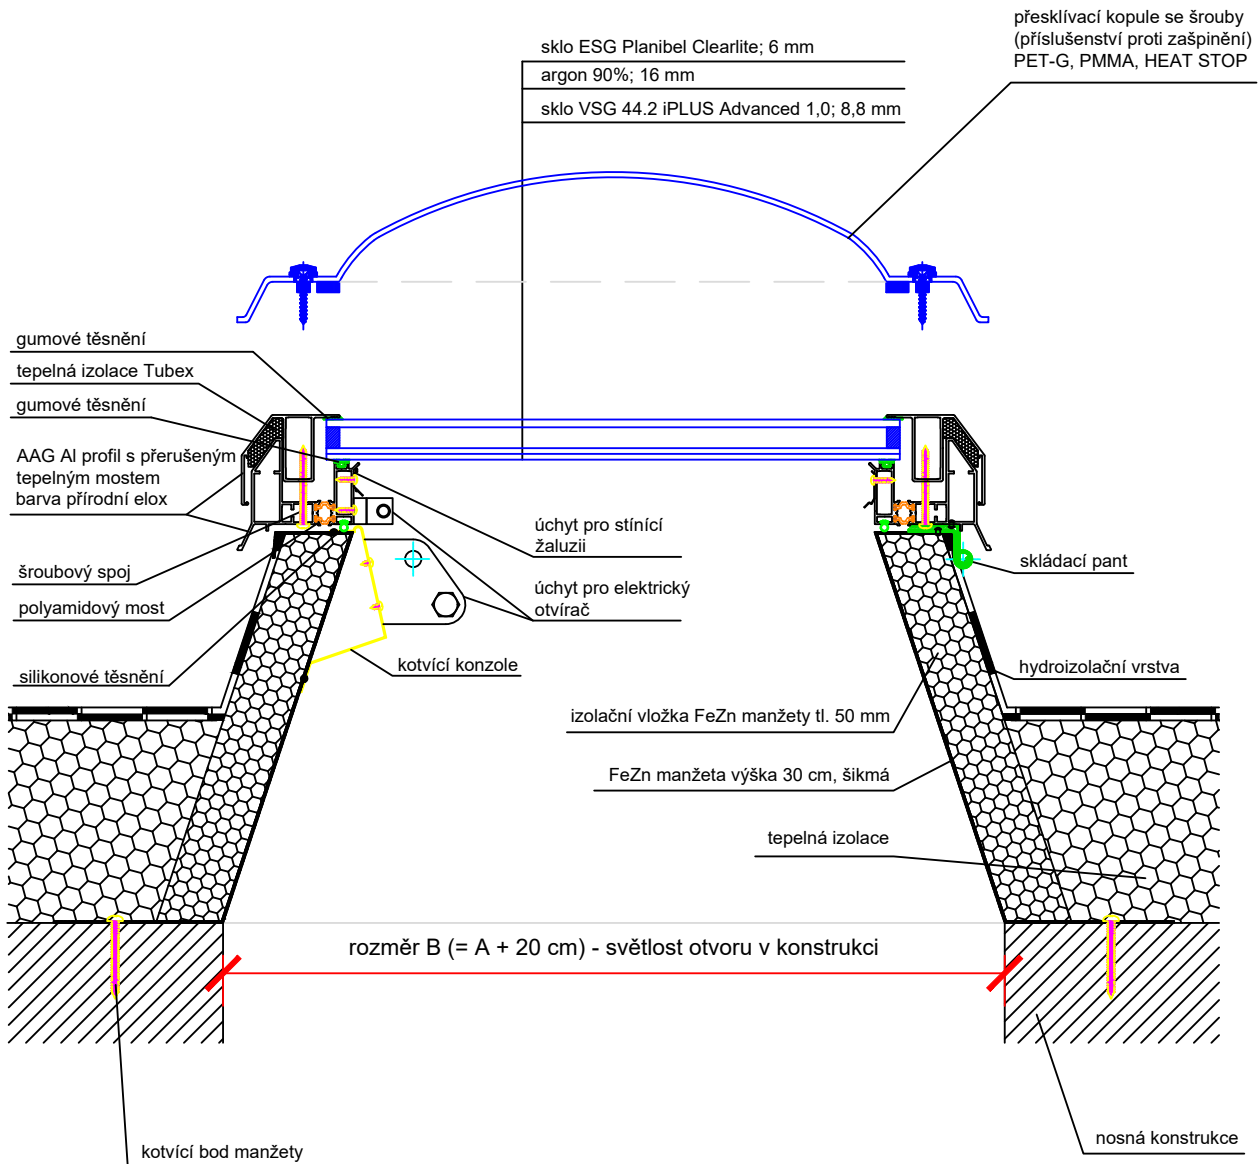 přesklívací kopule se šrouby
(příslušenství proti zašpinění)
PET-G, PMMA, HEAT STOP
sklo ESG Planibel Clearlite; 6 mm
argon 90%; 16 mm
sklo VSG 44.2 iPLUS Advanced 1,0; 8,8 mm
gumové těsnění
tepelná izolace Tubex
gumové těsnění
AAG Al profil s přerušeným
tepelným mostem
barva přírodní elox
šroubový spoj
polyamidový most
silikonové těsnění
úchyt pro stínící
žaluzii
úchyt pro elektrický
otvírač
kotvící konzole
skládací pant
hydroizolační vrstva
izolační vložka FeZn manžety tl. 50 mm
FeZn manžeta výška 30 cm, šikmá
tepelná izolace
rozměr B (= A + 20 cm) - světlost otvoru v konstrukci
kotvící bod manžety
nosná konstrukce